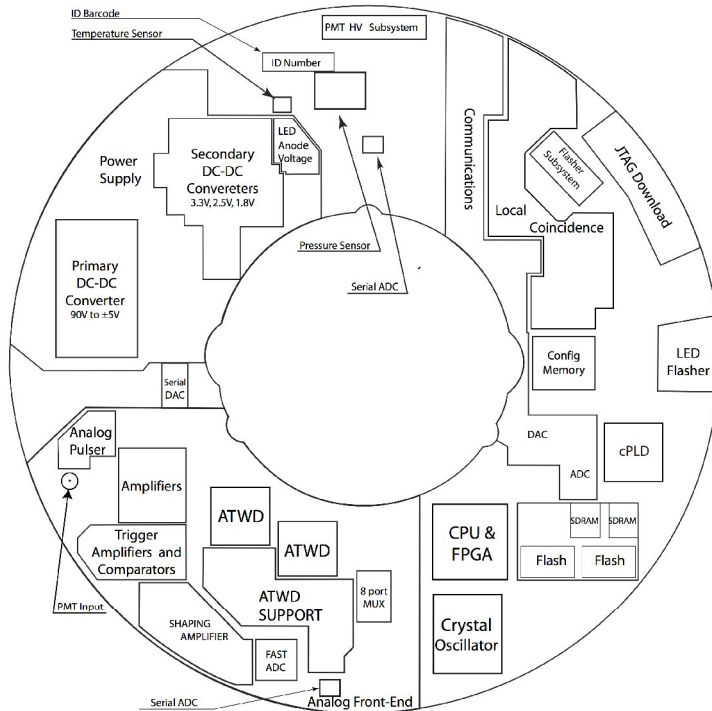 ID Barcode
Temperature Sensor
PMT HV Subsystem
ID Number
LED
Anode
Voltage
Power
Supply
Secondary
DC-DC
Convereters
3.3V, 2.5V, 1.8V
Communications
Flasher
Subsystem
JTAG Download
Local
Coincidence
Pressure Sensor
Serial ADC
Primary
DC-DC
Converter
90V to ±5V
Config
Memory
LED
Flasher
Serial
DAC
Analog
Pulser
DAC
ADC
cPLD
Amplifiers
ATWD
ATWD
CPU &
FPGA
SDRAM
SDRAM
Flash
Flash
Trigger
Amplifiers and
Comparators
ATWD
SUPPORT
8 port
MUX
PMT Input
SHAPING
AMPLIFIER
FAST
ADC
Crystal
Oscillator
Serial ADC
Analog Front-End